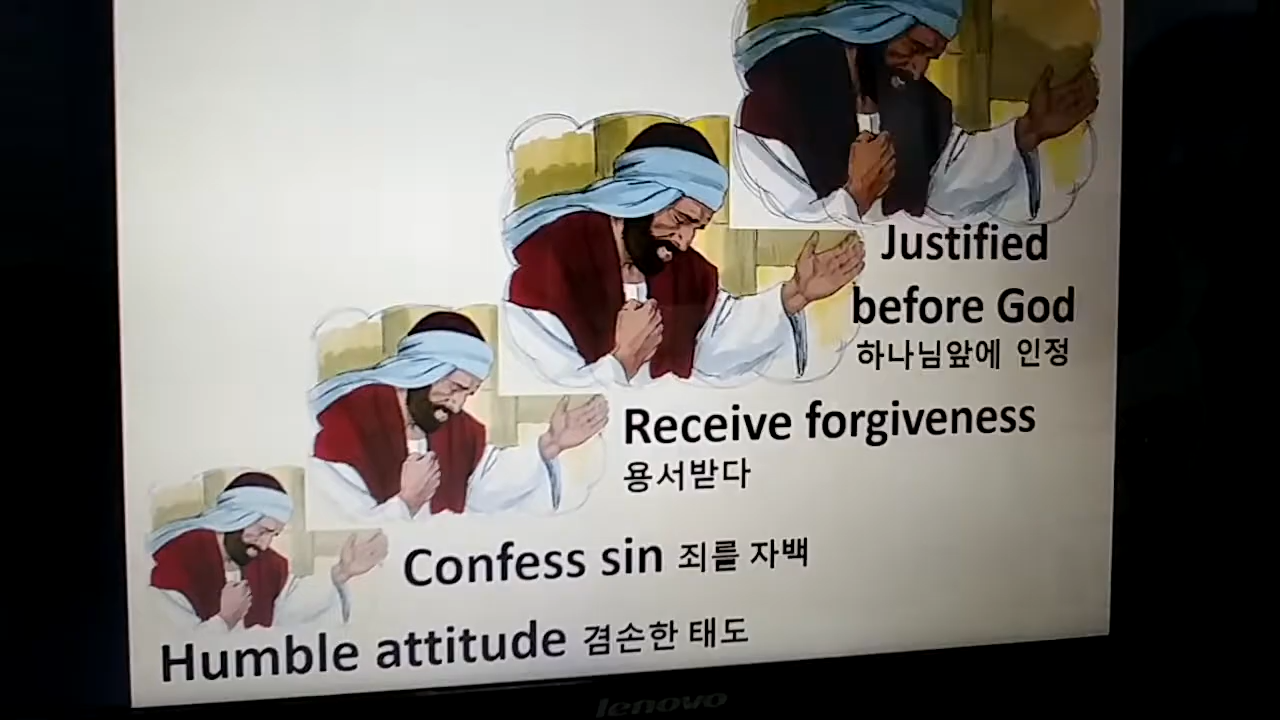 Justified
before God
하나님앞에 인정
Receive forgiveness
용서받다
Confess sin 죄를 자백
Humble attitude 겸손한 태도
lenovo